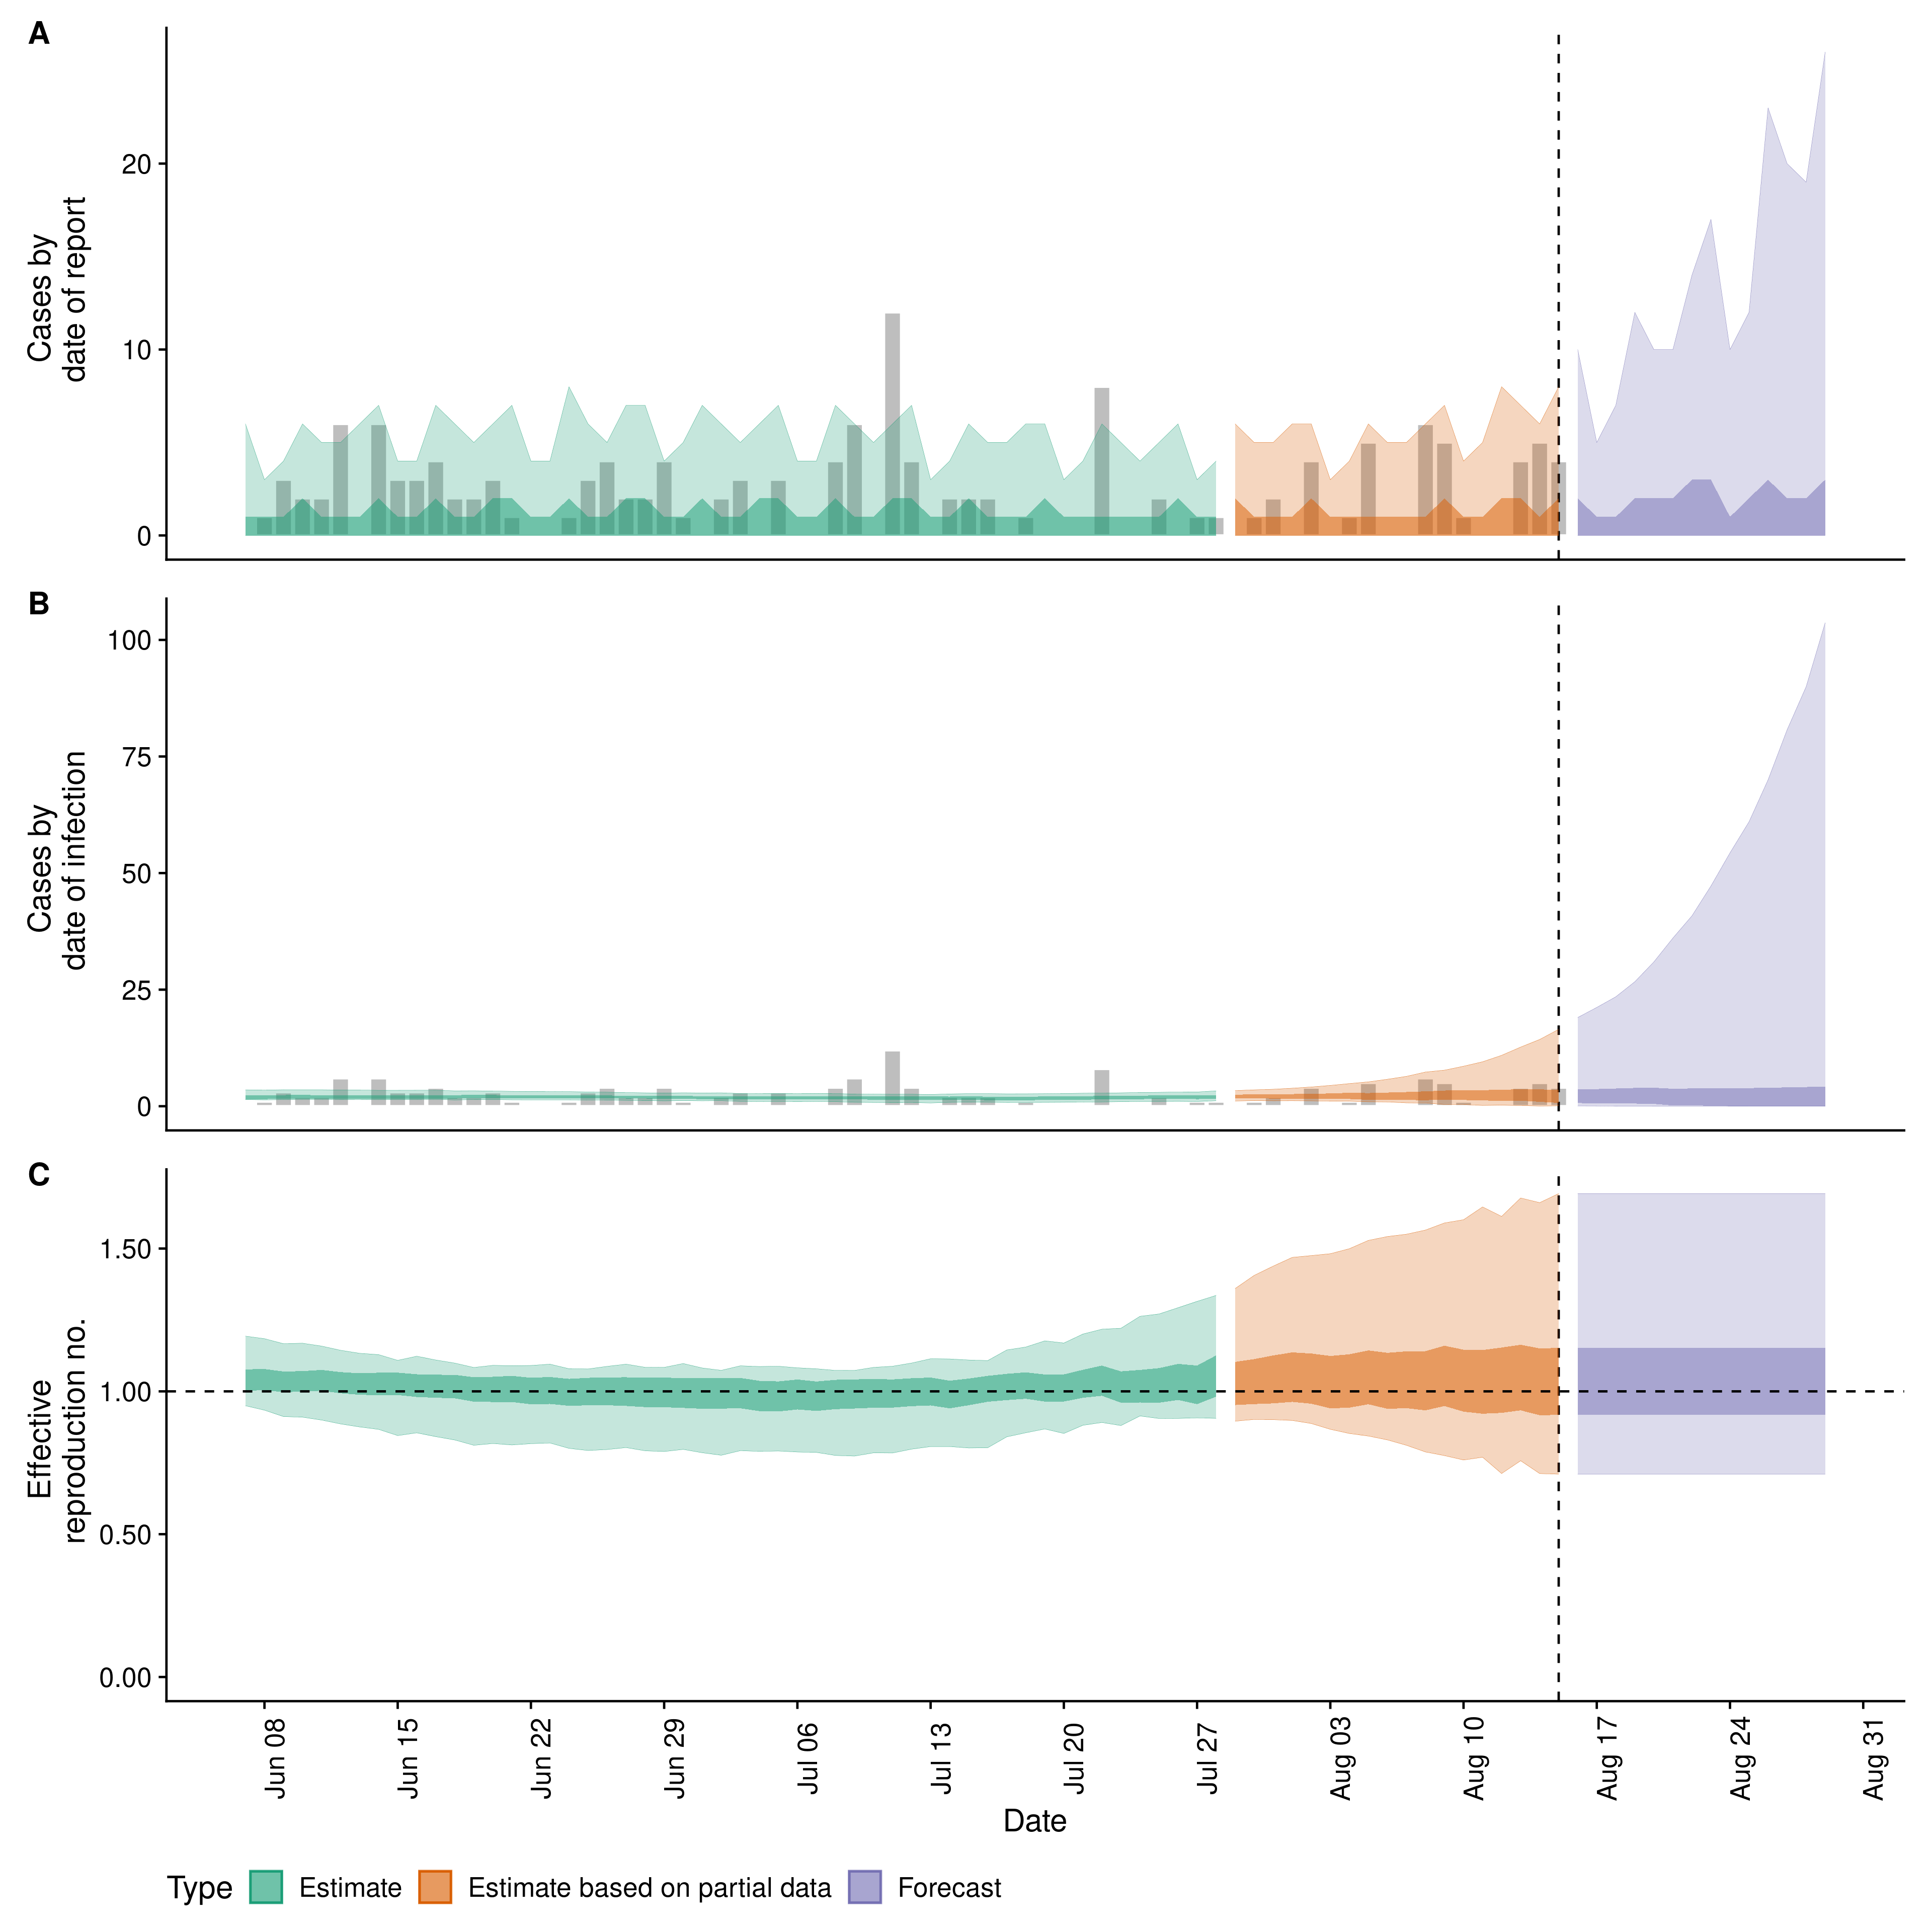 A
Cases by
date of report
20
10
0
B
Cases by
date of infection
100
75
50
25
0
C
Effective
reproduction no.
1.50
1.00
0.50
0.00
Jun 08
Jun 15
Jun 22
Jun 29
Jul 06
Jul 13
Jul 20
Jul 27
Aug 03
Aug 10
Aug 17
Aug 24
Aug 31
Date
Type Estimate Estimate based on partial data Forecast